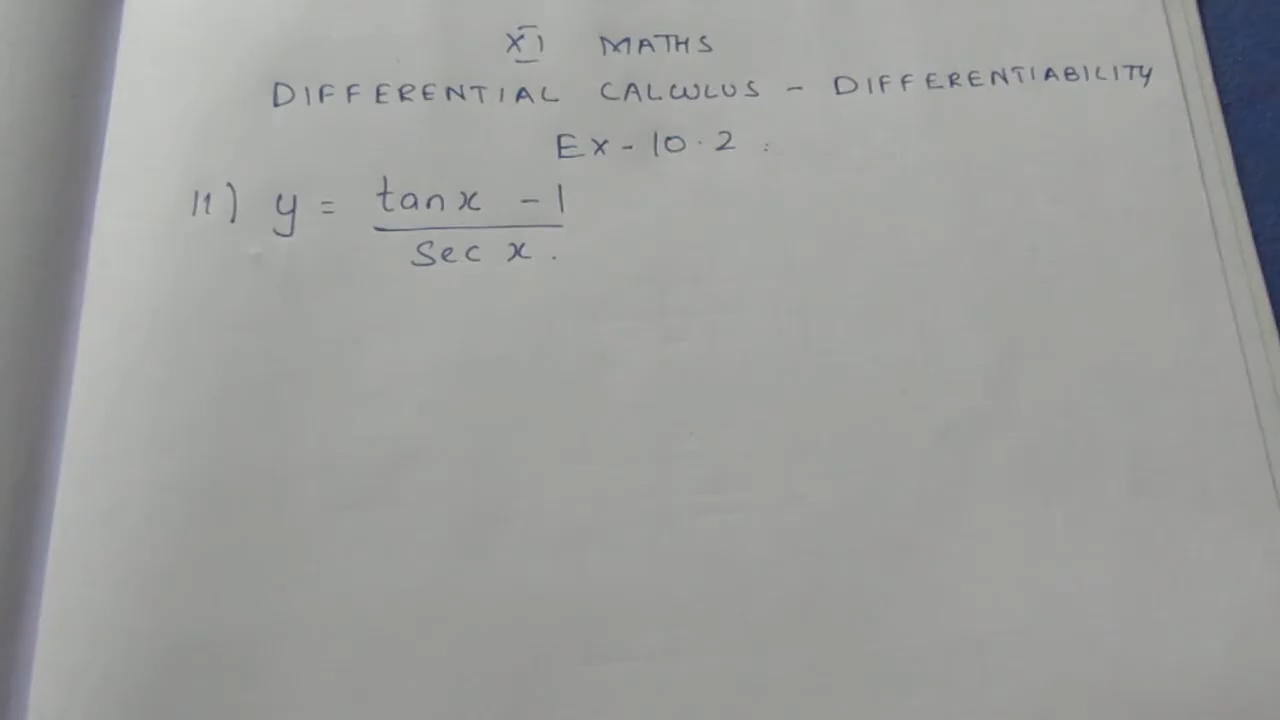 XI MATHS
DIFFERENTIAL CALCULUS - DIFFERENTIABILITY
Ex - 10.2 :
11) y = tan x - 1
sec x.